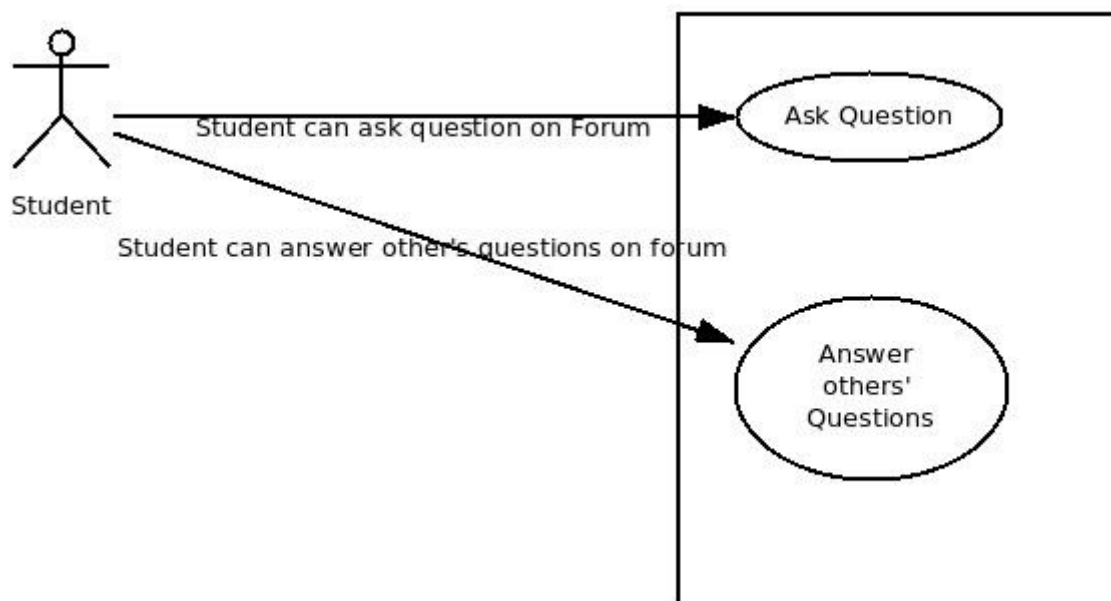 Ask Question
Student can ask question on Forum
Student
Student can answer other's questions on forum
Answer
others'
Questions